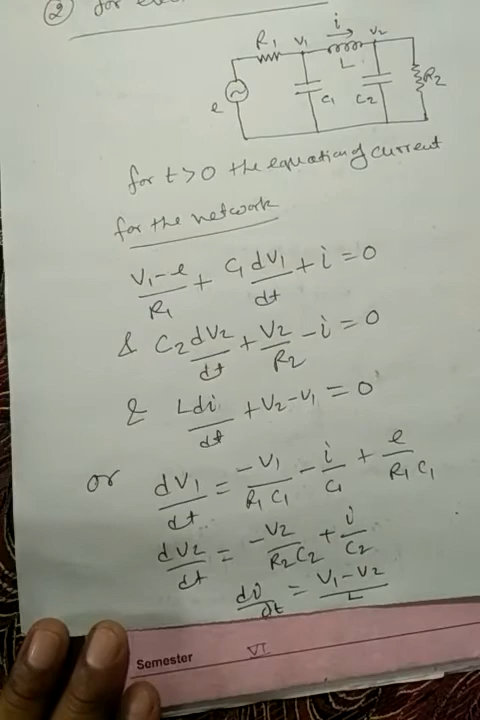 ② for
R₁ V₁ i V₂
L
e C₁ C₂ R₂
for t>0 the equation of current
for the network
(V₁-e)/R₁ + C₁ dV₁/dt + i = 0
& C₂ dV₂/dt + V₂/R₂ - i = 0
& L di/dt + V₂ - V₁ = 0
or dV₁/dt = -V₁/(R₁C₁) - i/C₁ + e/(R₁C₁)
dV₂/dt = -V₂/(R₂C₂) + i/C₂
di/dt = (V₁-V₂)/L
Semester VI